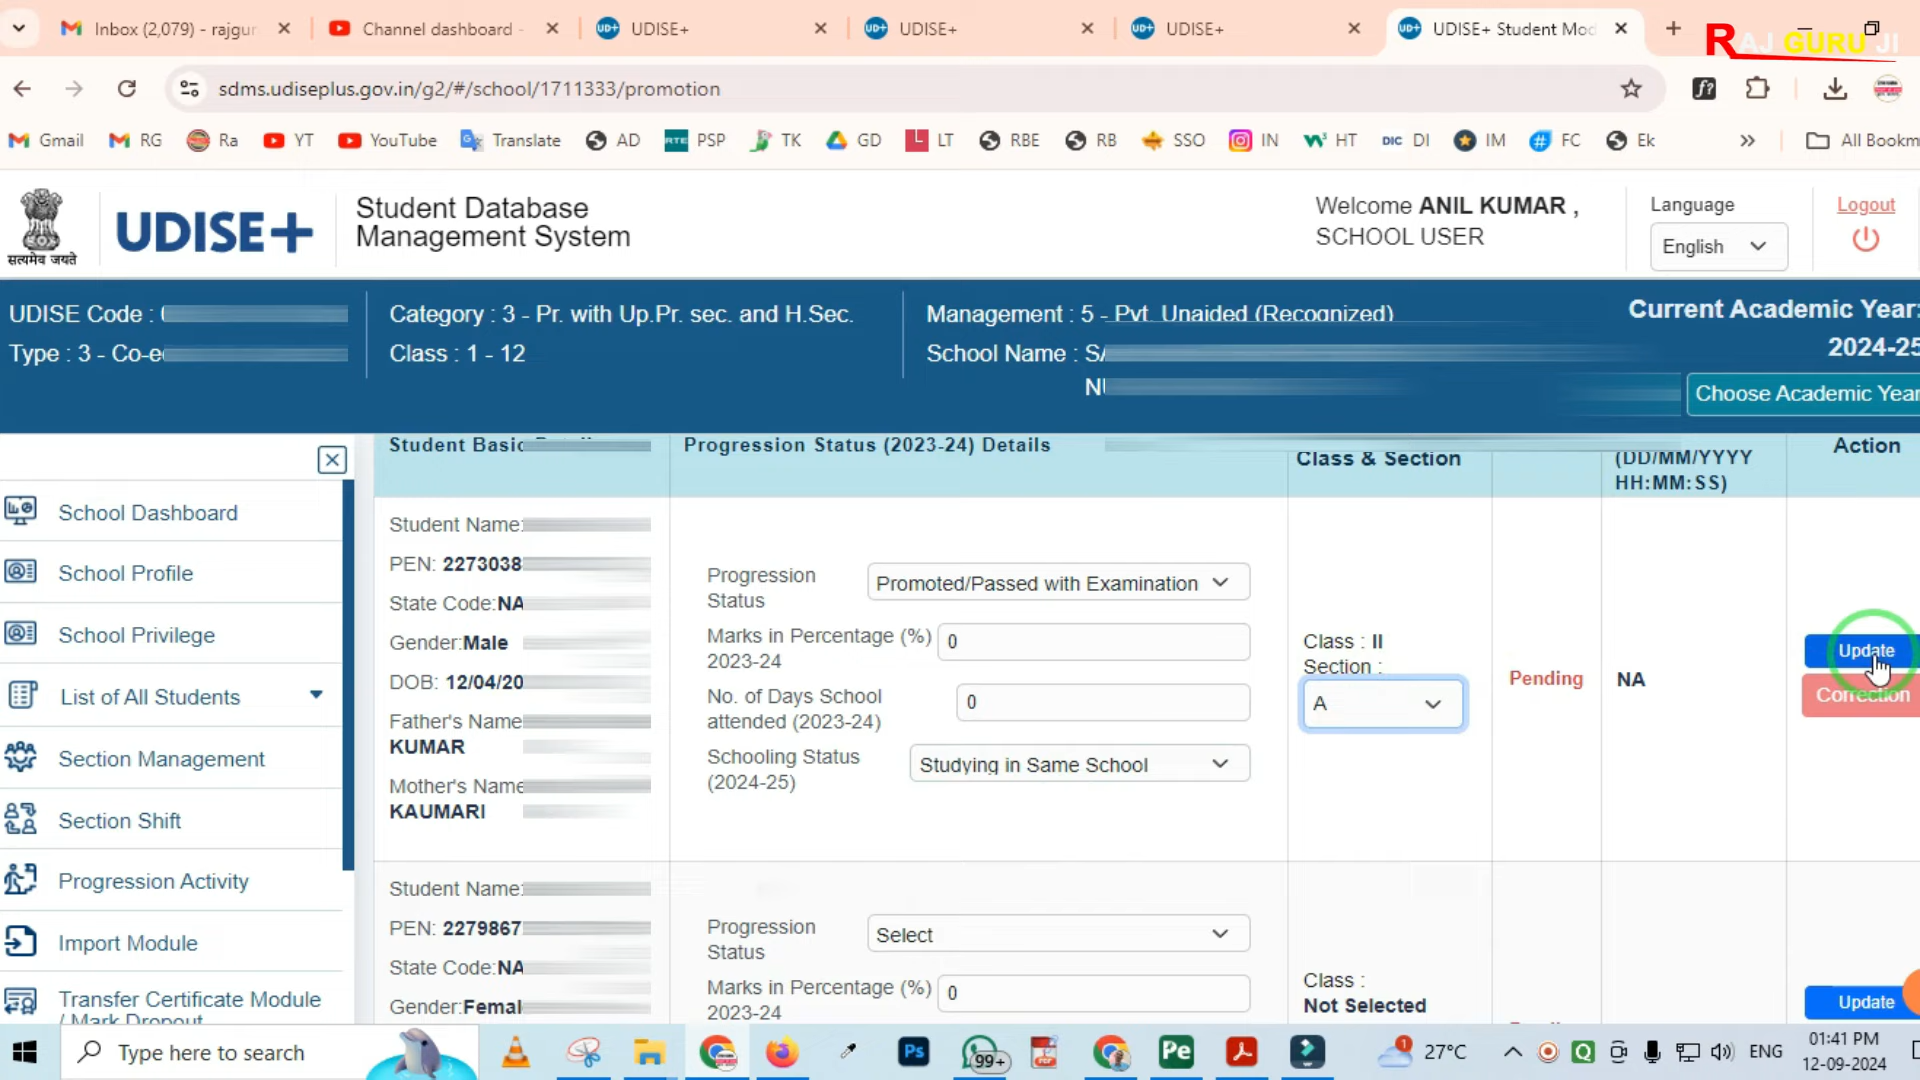 Inbox (2,079) - rajgur
Channel dashboard -
UDISE+
UDISE+
UDISE+
UDISE+ Student Mod
RAJ GURU JI
sdms.udiseplus.gov.in/g2/#/school/1711333/promotion
Gmail
RG
Ra
YT
YouTube
Translate
AD
PSP
TK
GD
LT
RBE
RB
SSO
IN
HT
DI
IM
FC
Ek
All Bookm
सत्यमेव जयते
UDISE+
Student Database
Management System
Welcome ANIL KUMAR ,
SCHOOL USER
Language
English
Logout
UDISE Code :
Type : 3 - Co-e
Category : 3 - Pr. with Up.Pr. sec. and H.Sec.
Class : 1 - 12
Management : 5 - Pvt. Unaided (Recognized)
School Name :
Current Academic Year:
2024-25
Choose Academic Year
School Dashboard
School Profile
School Privilege
List of All Students
Section Management
Section Shift
Progression Activity
Import Module
Transfer Certificate Module
/ Mark Dropout
Student Basic
Progression Status (2023-24) Details
Class & Section
(DD/MM/YYYY
HH:MM:SS)
Action
Student Name:
PEN: 2273038
State Code:NA
Gender:Male
DOB: 12/04/20
Father's Name
KUMAR
Mother's Name
KAUMARI
Progression
Status
Promoted/Passed with Examination
Marks in Percentage (%)
2023-24
0
No. of Days School
attended (2023-24)
0
Schooling Status
(2024-25)
Studying in Same School
Class : II
Section :
A
Pending
NA
Update
Correction
Student Name:
PEN: 2279867
State Code:NA
Gender:Femal
Progression
Status
Select
Marks in Percentage (%)
2023-24
0
Class :
Not Selected
Update
Type here to search
99+
27°C
ENG
01:41 PM
12-09-2024